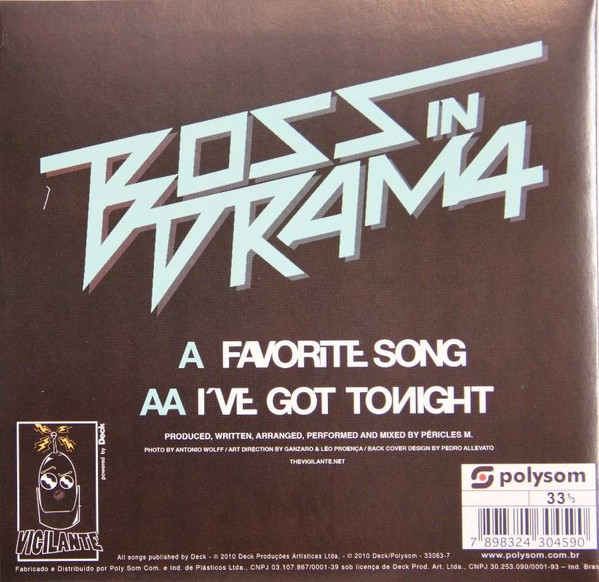 BOSS IN
DRAMA
A FAVORiTE SONG
AA I´VE GOT TOИIGHT
PRODUCED, WRITTEN, ARRANGED, PERFORMED AND MIXED BY PÉRICLES M.
PHOTO BY ANTONIO WOLFF / ART DIRECTION BY GANZARO & LÉO PROENÇA / BACK COVER DESIGN BY PEDRO ALLEVATO
THEVIGILANTE.NET
VIGILANTE
powered by Deck
polysom
33 ⅓
7 898324 304590
www.polysom.com.br
All songs published by Deck - © 2010 Deck Produções Artísticas Ltda. - ℗ 2010 Deck/Polysom - 33063-7
Fabricado e Distribuído por Poly Som Com. e Ind. de Plásticos Ltda., CNPJ 03.107.867/0001-39 sob licença de Deck Prod. Art. Ltda., CNPJ 30.253.090/0001-93 – Ind. Bras